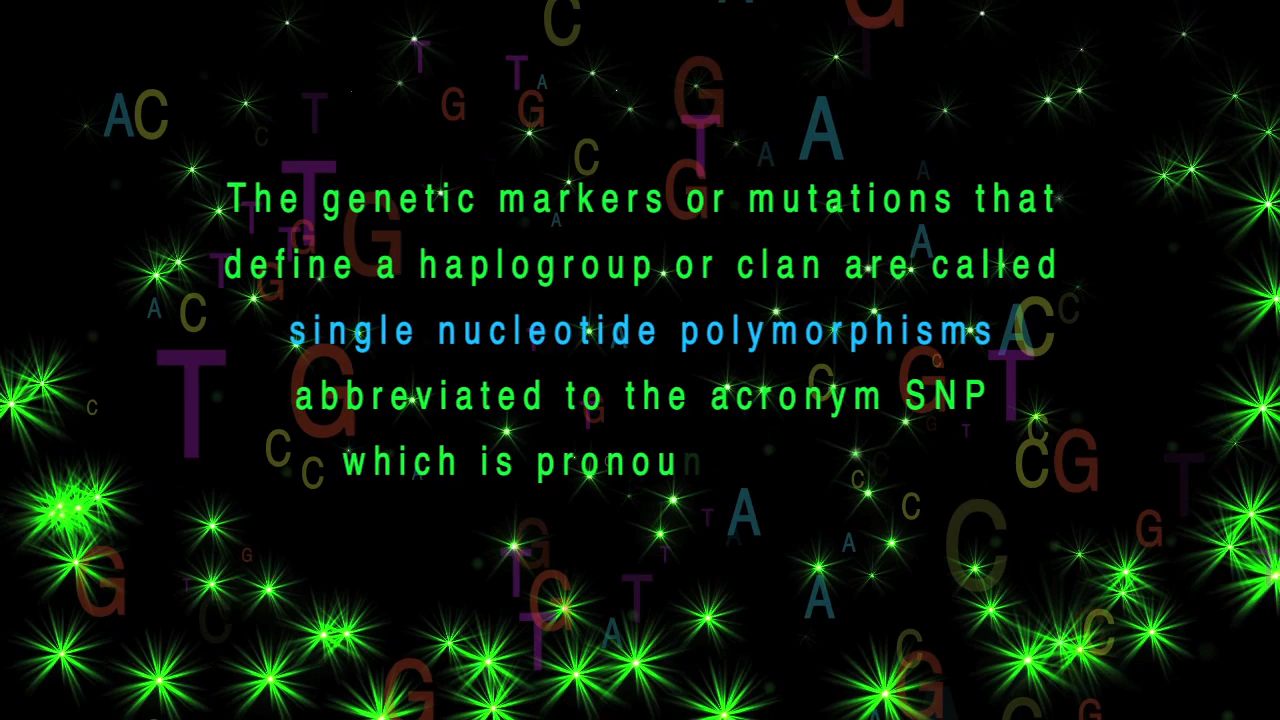 The genetic markers or mutations that
define a haplogroup or clan are called
single nucleotide polymorphisms
abbreviated to the acronym SNP
which is pronoun